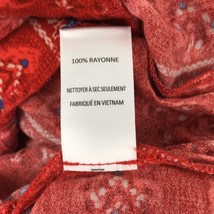 100% RAYONNE
NETTOYER À SEC SEULEMENT
FABRIQUÉ EN VIETNAM